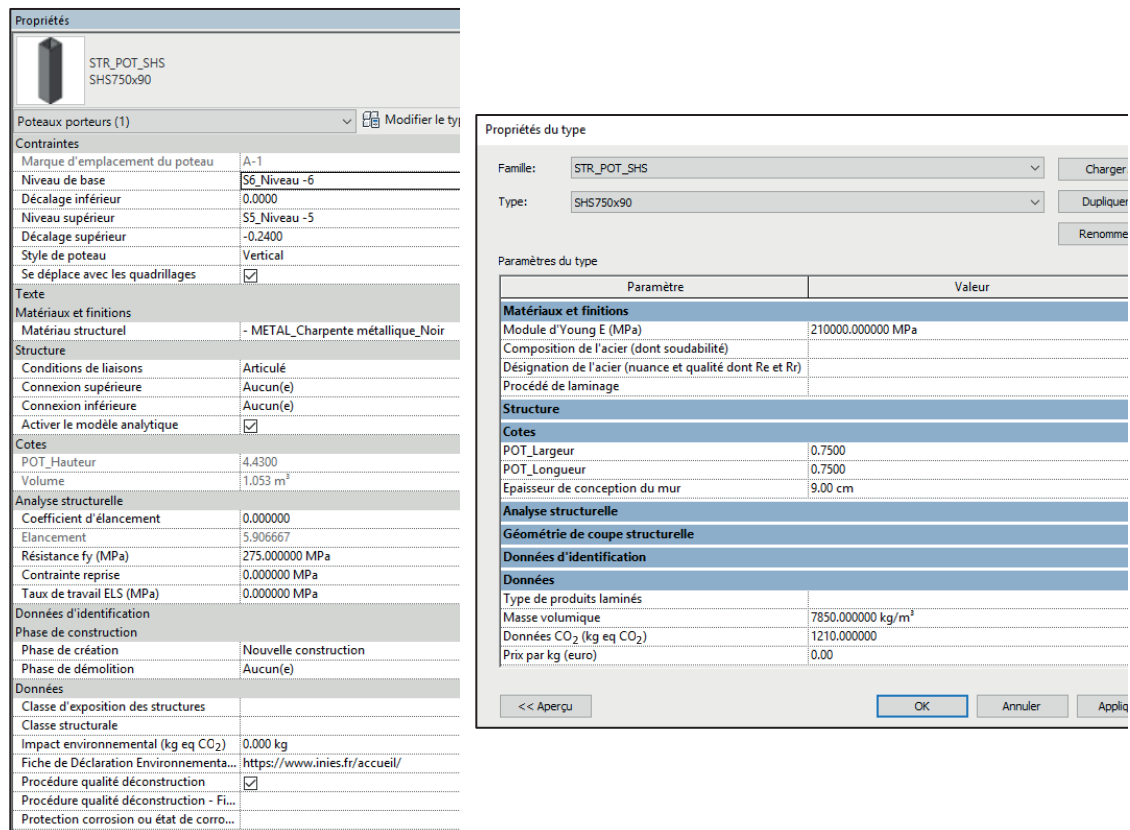 Propriétés
STR_POT_SHS
SHS750x90
Poteaux porteurs (1)
Modifier le typ
Contraintes
Marque d'emplacement du poteau A-1
Niveau de base S6_Niveau -6
Décalage inférieur 0.0000
Niveau supérieur S5_Niveau -5
Décalage supérieur -0.2400
Style de poteau Vertical
Se déplace avec les quadrillages
Texte
Matériaux et finitions
Matériau structurel - METAL_Charpente métallique_Noir
Structure
Conditions de liaisons Articulé
Connexion supérieure Aucun(e)
Connexion inférieure Aucun(e)
Activer le modèle analytique
Cotes
POT_Hauteur 4.4300
Volume 1.053 m³
Analyse structurelle
Coefficient d'élancement 0.000000
Elancement 5.906667
Résistance fy (MPa) 275.000000 MPa
Contrainte reprise 0.000000 MPa
Taux de travail ELS (MPa) 0.000000 MPa
Données d'identification
Phase de construction
Phase de création Nouvelle construction
Phase de démolition Aucun(e)
Données
Classe d'exposition des structures
Classe structurale
Impact environnemental (kg eq CO₂) 0.000 kg
Fiche de Déclaration Environnementa... https://www.inies.fr/accueil/
Procédure qualité déconstruction
Procédure qualité déconstruction - Fi...
Protection corrosion ou état de corro...
Propriétés du type
Famille: STR_POT_SHS Charger.
Type: SHS750x90 Dupliquer
Renomme
Paramètres du type
Paramètre Valeur
Matériaux et finitions
Module d'Young E (MPa) 210000.000000 MPa
Composition de l'acier (dont soudabilité)
Désignation de l'acier (nuance et qualité dont Re et Rr)
Procédé de laminage
Structure
Cotes
POT_Largeur 0.7500
POT_Longueur 0.7500
Epaisseur de conception du mur 9.00 cm
Analyse structurelle
Géométrie de coupe structurelle
Données d'identification
Données
Type de produits laminés
Masse volumique 7850.000000 kg/m³
Données CO₂ (kg eq CO₂) 1210.000000
Prix par kg (euro) 0.00
<< Aperçu OK Annuler Appliq